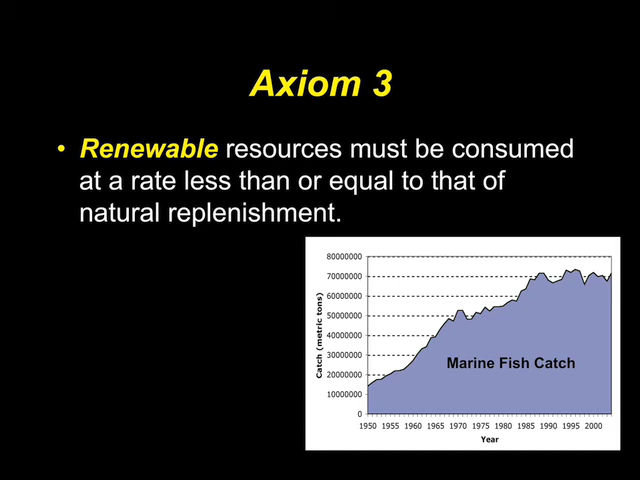 Axiom 3
• Renewable resources must be consumed
at a rate less than or equal to that of
natural replenishment.
80000000
70000000
60000000
50000000
40000000
30000000
20000000
10000000
0
Catch (metric tons)
Marine Fish Catch
1950 1955 1960 1965 1970 1975 1980 1985 1990 1995 2000
Year